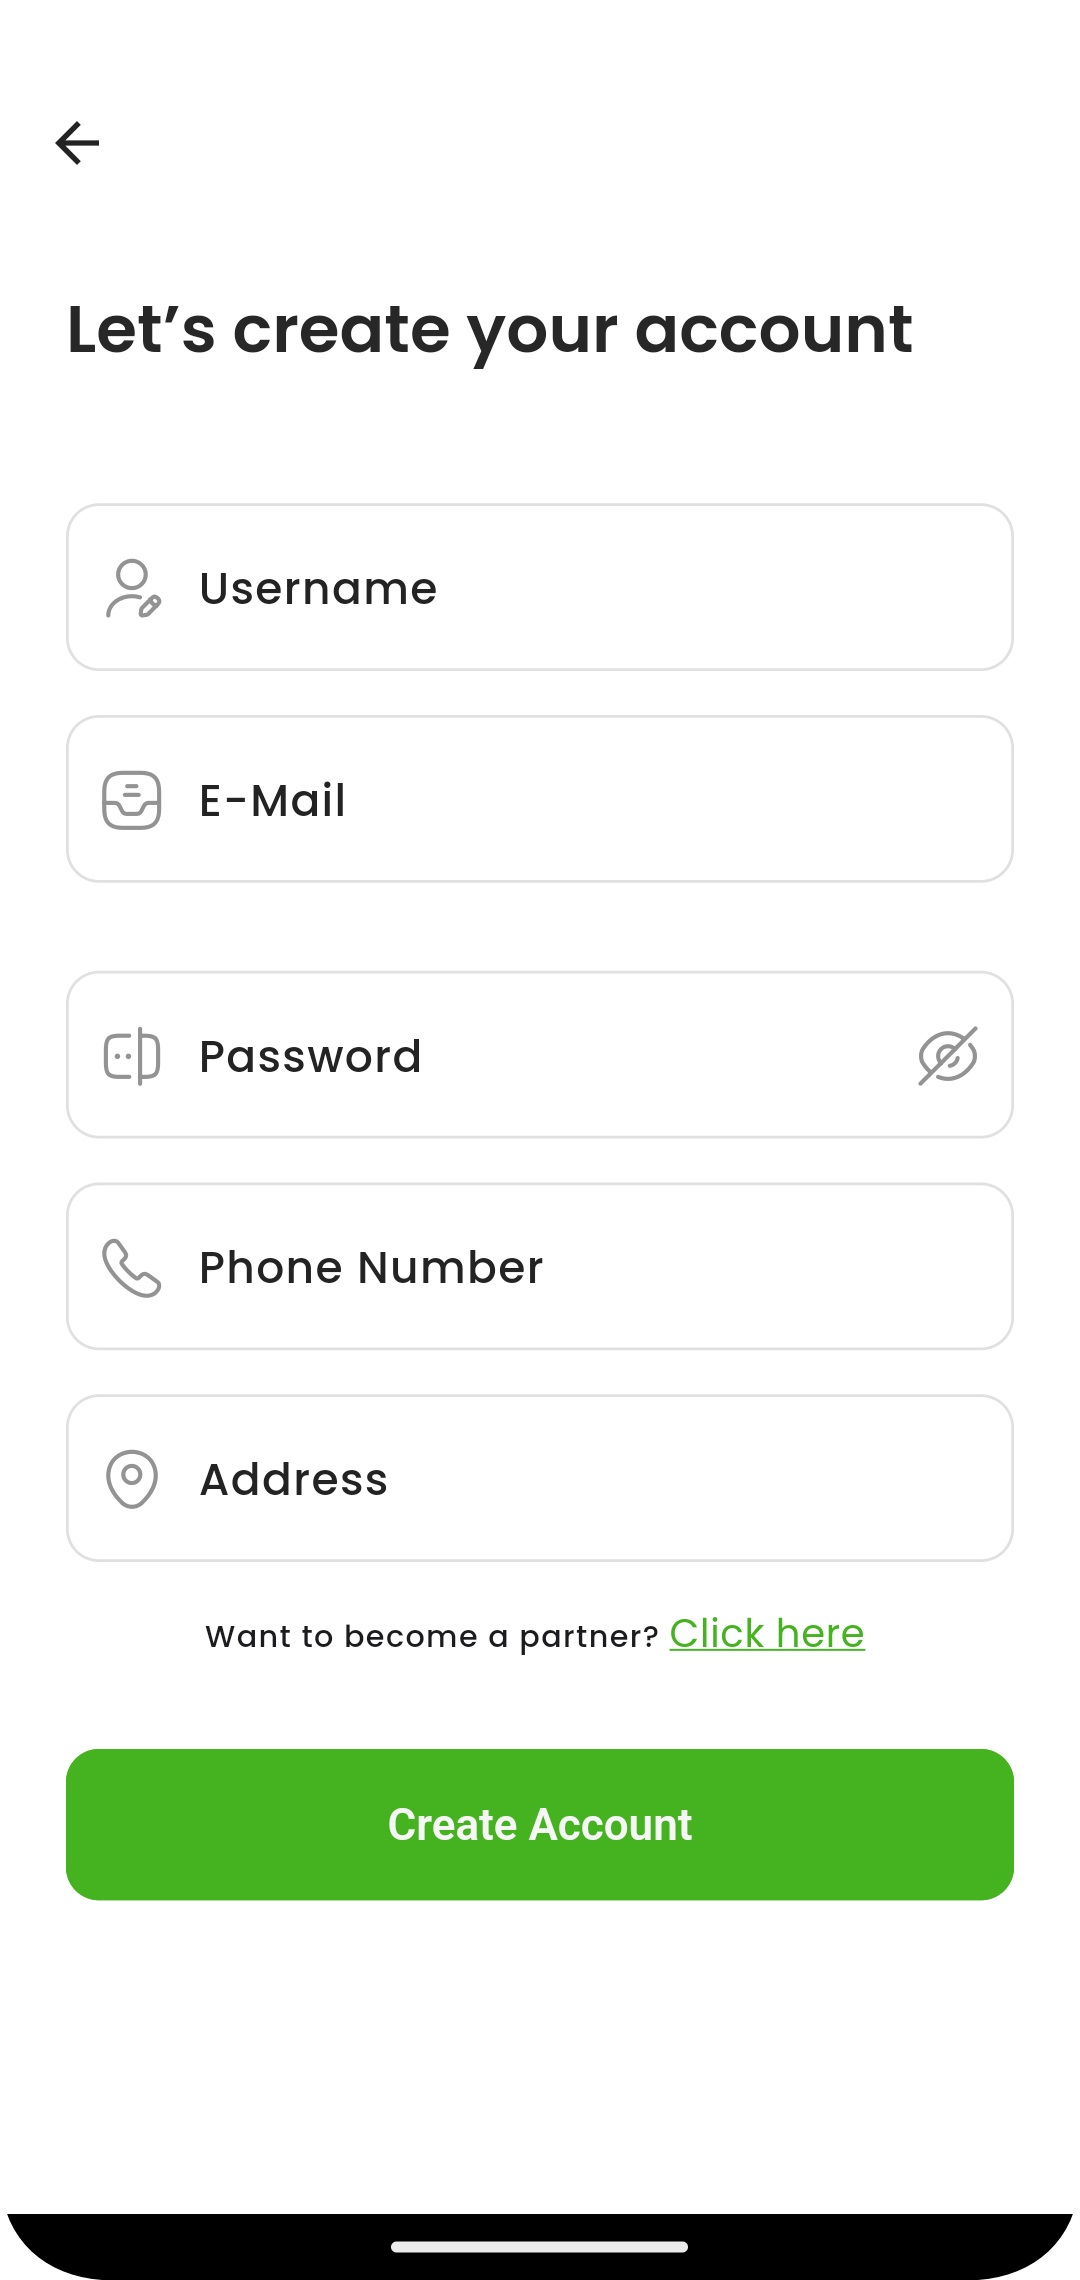 Let’s create your account
Username
E-Mail
Password
Phone Number
Address
Want to become a partner? Click here
Create Account